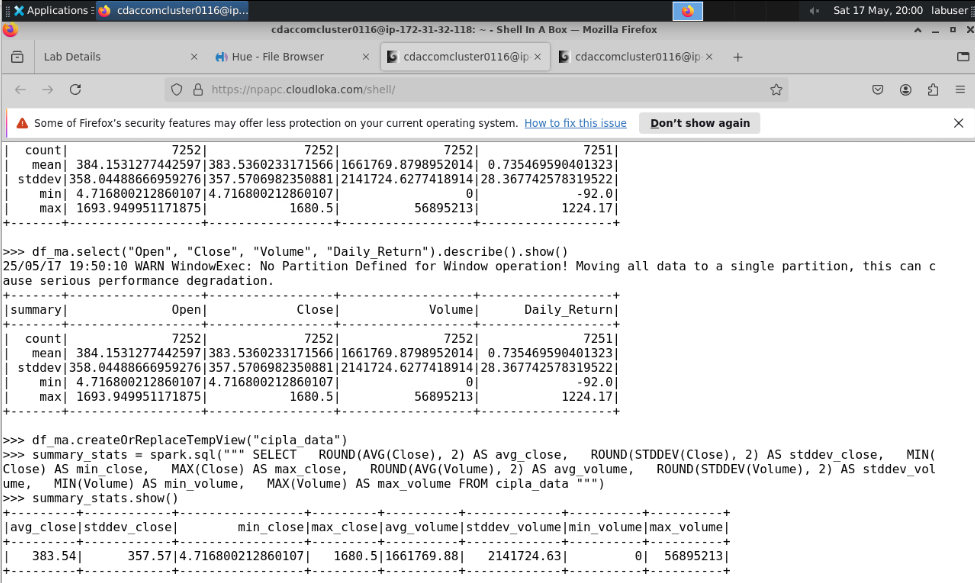 Applications
cdaccomcluster0116@ip...
Sat 17 May, 20:00
labuser
cdaccomcluster0116@ip-172-31-32-118: ~ - Shell In A Box — Mozilla Firefox
Lab Details
Hue - File Browser
cdaccomcluster0116@ip
cdaccomcluster0116@ip
https://npapc.cloudloka.com/shell/
Some of Firefox's security features may offer less protection on your current operating system. How to fix this issue
Don't show again
|  count|             7252|             7252|              7252|              7251|
|   mean| 384.1531277442597|383.5360233171566|1661769.8798952014| 0.735469590401323|
| stddev|358.04488666959276|357.5706982350881|2141724.6277418914|28.367742578319522|
|    min| 4.716800212860107|4.716800212860107|                 0|             -92.0|
|    max| 1693.949951171875|           1680.5|          56895213|           1224.17|
+-------+------------------+-----------------+------------------+------------------+
>>> df_ma.select("Open", "Close", "Volume", "Daily_Return").describe().show()
25/05/17 19:50:10 WARN WindowExec: No Partition Defined for Window operation! Moving all data to a single partition, this can c
ause serious performance degradation.
+-------+------------------+-----------------+------------------+------------------+
|summary|              Open|            Close|            Volume|      Daily_Return|
+-------+------------------+-----------------+------------------+------------------+
|  count|              7252|             7252|              7252|              7251|
|   mean| 384.1531277442597|383.5360233171566|1661769.8798952014| 0.735469590401323|
| stddev|358.04488666959276|357.5706982350881|2141724.6277418914|28.367742578319522|
|    min| 4.716800212860107|4.716800212860107|                 0|             -92.0|
|    max| 1693.949951171875|           1680.5|          56895213|           1224.17|
+-------+------------------+-----------------+------------------+------------------+
>>> df_ma.createOrReplaceTempView("cipla_data")
>>> summary_stats = spark.sql(""" SELECT   ROUND(AVG(Close), 2) AS avg_close,   ROUND(STDDEV(Close), 2) AS stddev_close,   MIN(
Close) AS min_close,   MAX(Close) AS max_close,   ROUND(AVG(Volume), 2) AS avg_volume,   ROUND(STDDEV(Volume), 2) AS stddev_vol
ume,   MIN(Volume) AS min_volume,   MAX(Volume) AS max_volume FROM cipla_data """)
>>> summary_stats.show()
+---------+------------+-----------------+---------+----------+-------------+----------+----------+
|avg_close|stddev_close|        min_close|max_close|avg_volume|stddev_volume|min_volume|max_volume|
+---------+------------+-----------------+---------+----------+-------------+----------+----------+
|   383.54|      357.57|4.716800212860107|   1680.5|1661769.88|   2141724.63|         0|  56895213|
+---------+------------+-----------------+---------+----------+-------------+----------+----------+